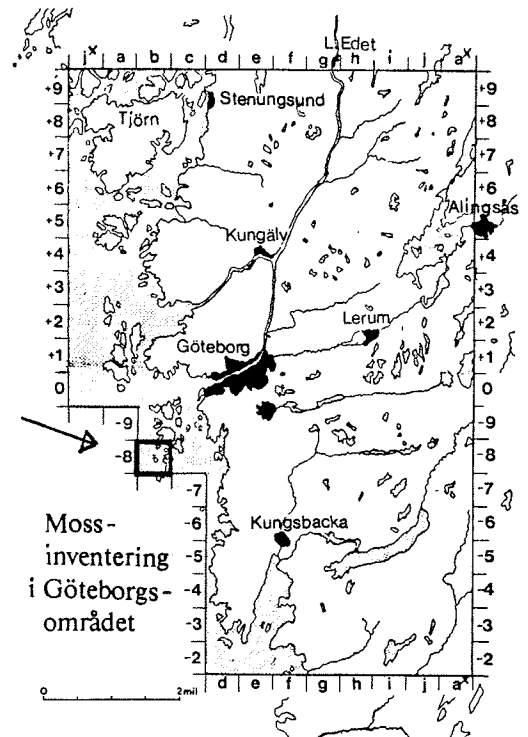 L. Edet
j x a b c d e f g h i j a x
+9 +9
Stenungsund
+8 +8
Tjörn
+7 +7
+6 +6
Alingsås
+5 +5
Kungälv
+4 +4
+3 +3
Lerum
+2 +2
Göteborg
+1 +1
0 0
-9 -9
-8 -8
-7 -7
Moss-
inventering
i Göteborgs-
området
Kungsbacka
-6 -6
-5 -5
-4 -4
-3 -3
-2 -2
0 2 mil
d e f g h i j a x